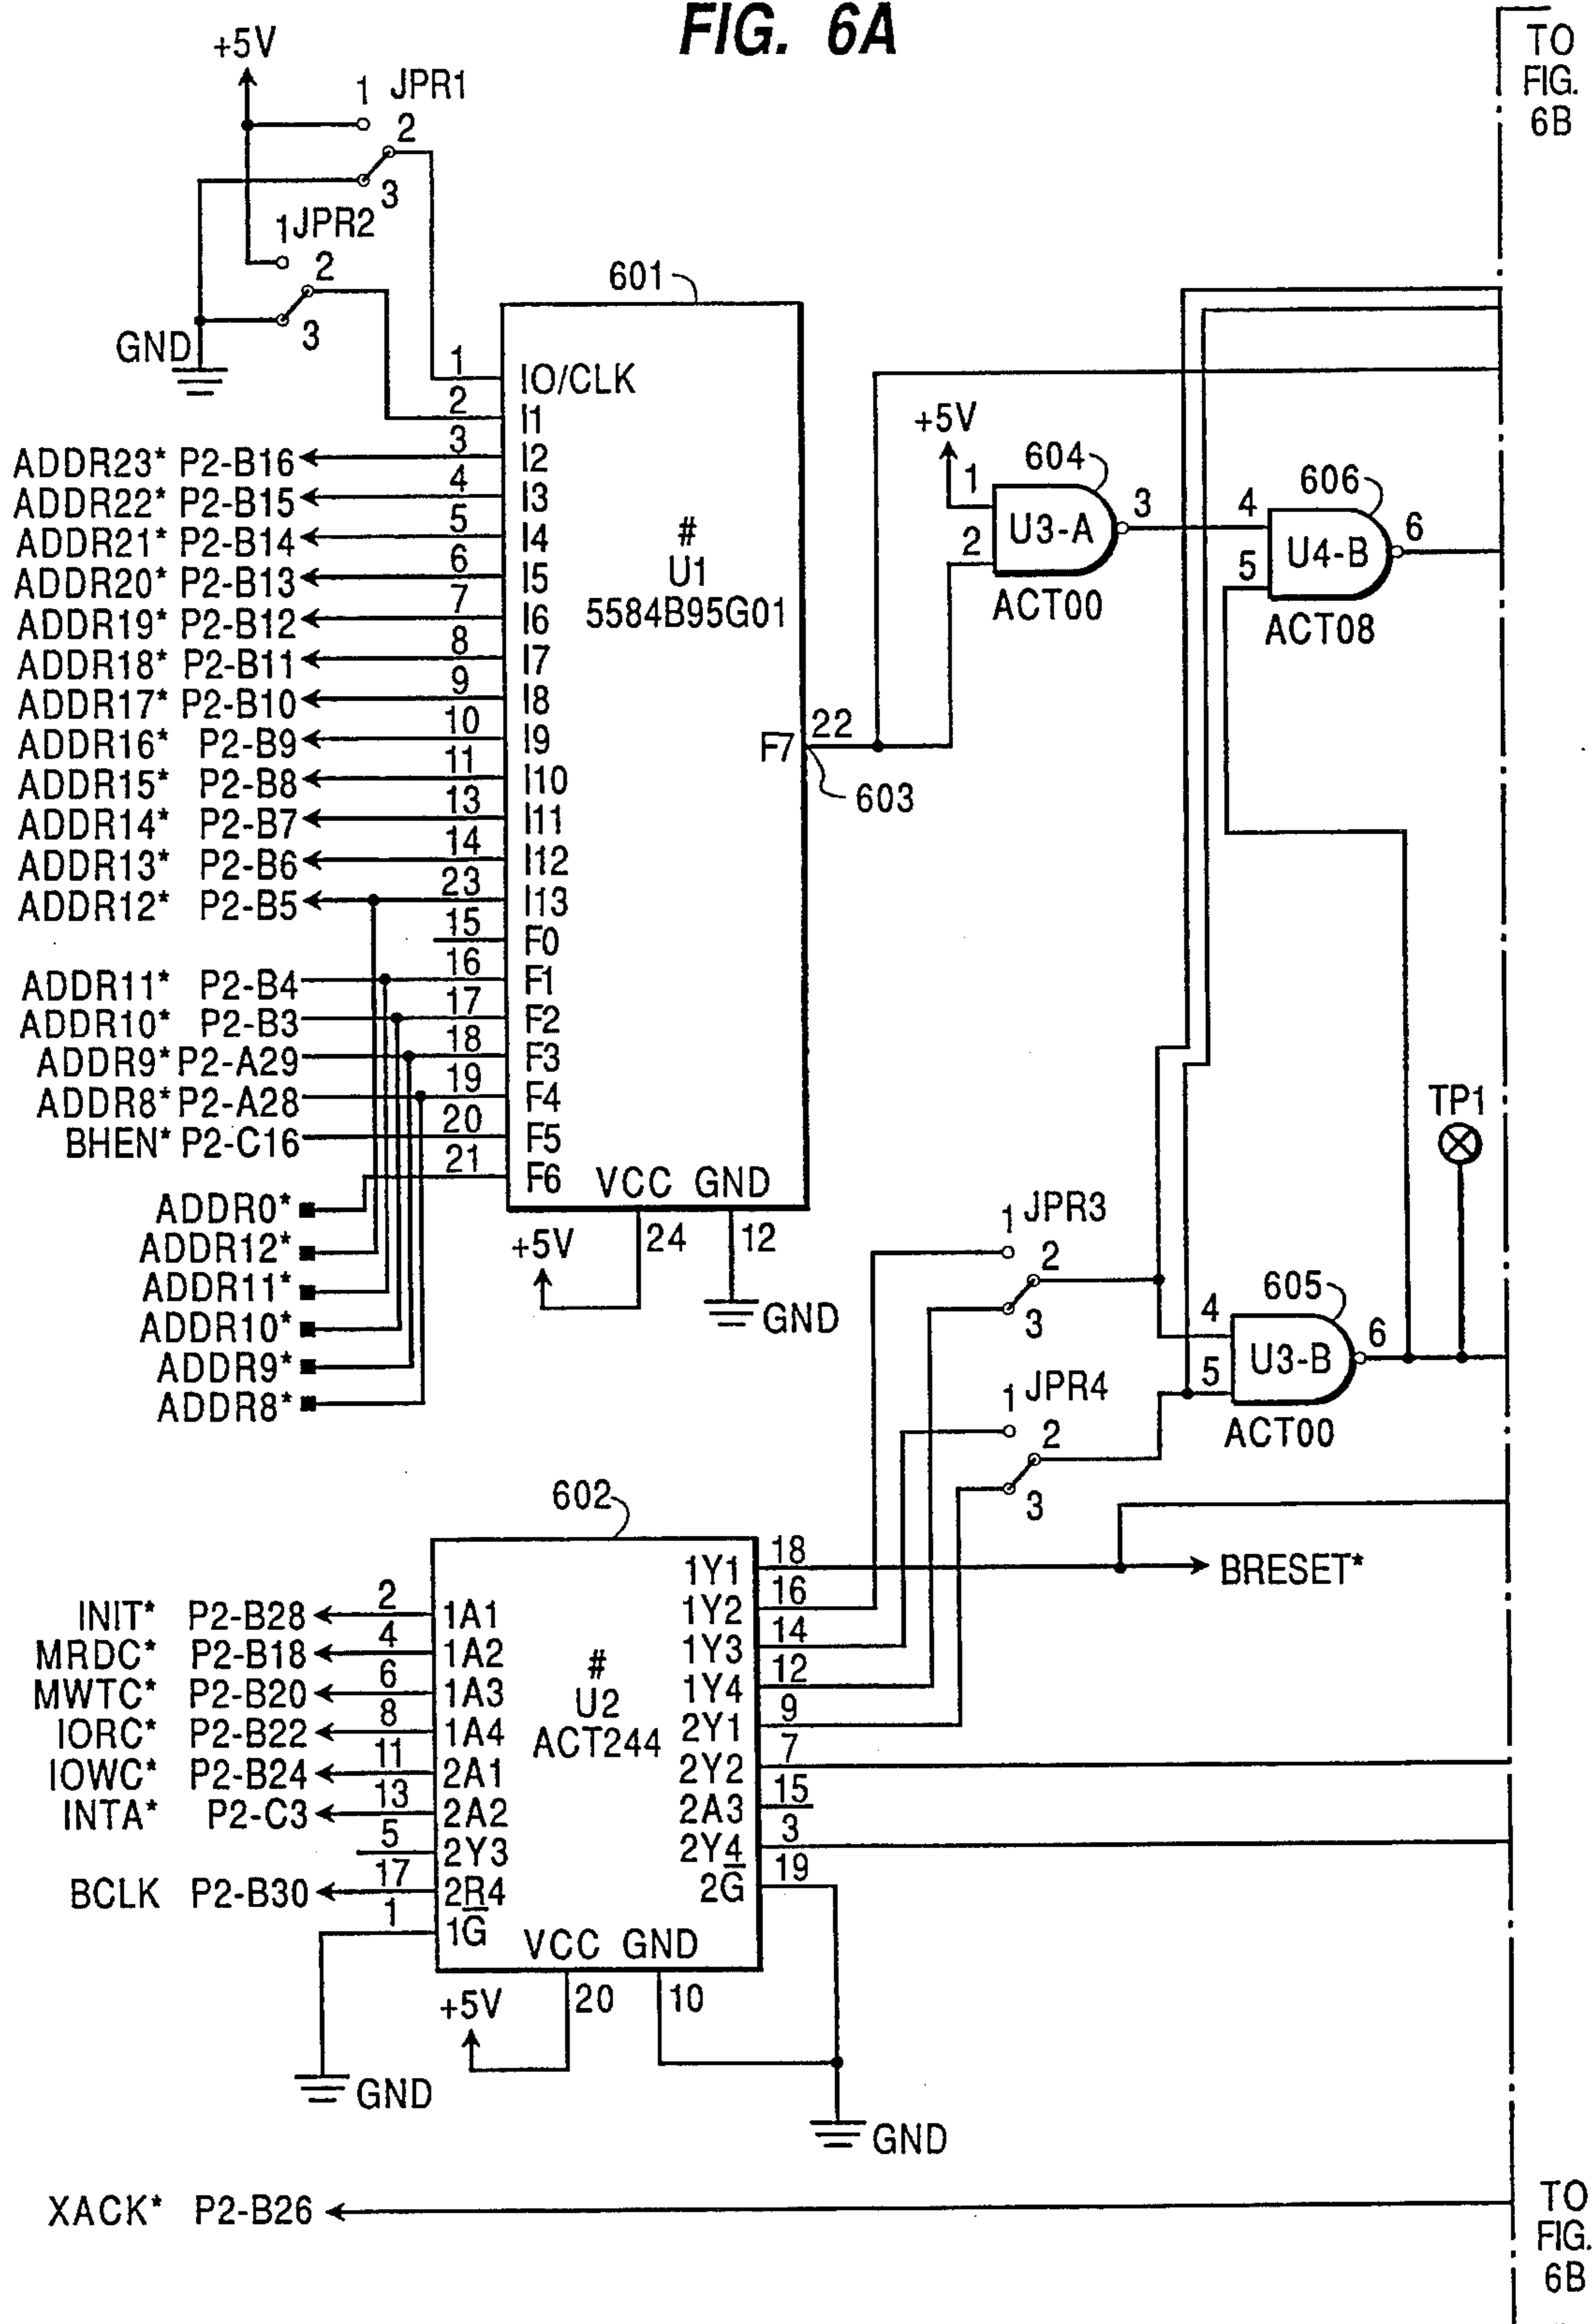 FIG. 6A
TO
FIG.
6B
+5V
1 JPR1
2
3
1 JPR2
2
3
GND
601
1 IO/CLK
2 I1
ADDR23* P2-B16 3 I2
ADDR22* P2-B15 4 I3
ADDR21* P2-B14 5 I4
ADDR20* P2-B13 6 I5
ADDR19* P2-B12 7 I6
ADDR18* P2-B11 8 I7
ADDR17* P2-B10 9 I8
ADDR16* P2-B9 10 I9
ADDR15* P2-B8 11 I10
ADDR14* P2-B7 13 I11
ADDR13* P2-B6 14 I12
ADDR12* P2-B5 23 I13
15 F0
ADDR11* P2-B4 16 F1
ADDR10* P2-B3 17 F2
ADDR9* P2-A29 18 F3
ADDR8* P2-A28 19 F4
BHEN* P2-C16 20 F5
21 F6
#
U1
5584B95G01
F7 22
603
VCC GND
+5V 24 12
GND
ADDR0*
ADDR12*
ADDR11*
ADDR10*
ADDR9*
ADDR8*
+5V
604
1
2
U3-A
3
ACT00
606
4
5
U4-B
6
ACT08
TP1
1 JPR3
2
3
1 JPR4
2
3
605
4
5
U3-B
6
ACT00
BRESET*
602
INIT* P2-B28 2 1A1
MRDC* P2-B18 4 1A2
MWTC* P2-B20 6 1A3
IORC* P2-B22 8 1A4
IOWC* P2-B24 11 2A1
INTA* P2-C3 13 2A2
5 2Y3
BCLK P2-B30 17 2R4
1 1G
#
U2
ACT244
1Y1 18
1Y2 16
1Y3 14
1Y4 12
2Y1 9
2Y2 7
2A3 15
2Y4 3
2G 19
VCC GND
+5V 20 10
GND
GND
XACK* P2-B26
TO
FIG.
6B